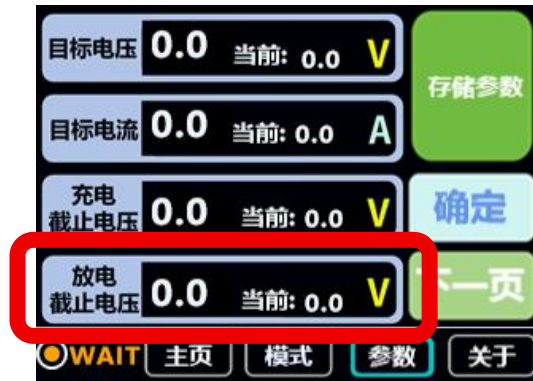 目标电压 0.0 当前: 0.0 V
存储参数
目标电流 0.0 当前: 0.0 A
充电
截止电压 0.0 当前: 0.0 V
确定
放电
截止电压 0.0 当前: 0.0 V
下一页
WAIT 主页 模式 参数 关于